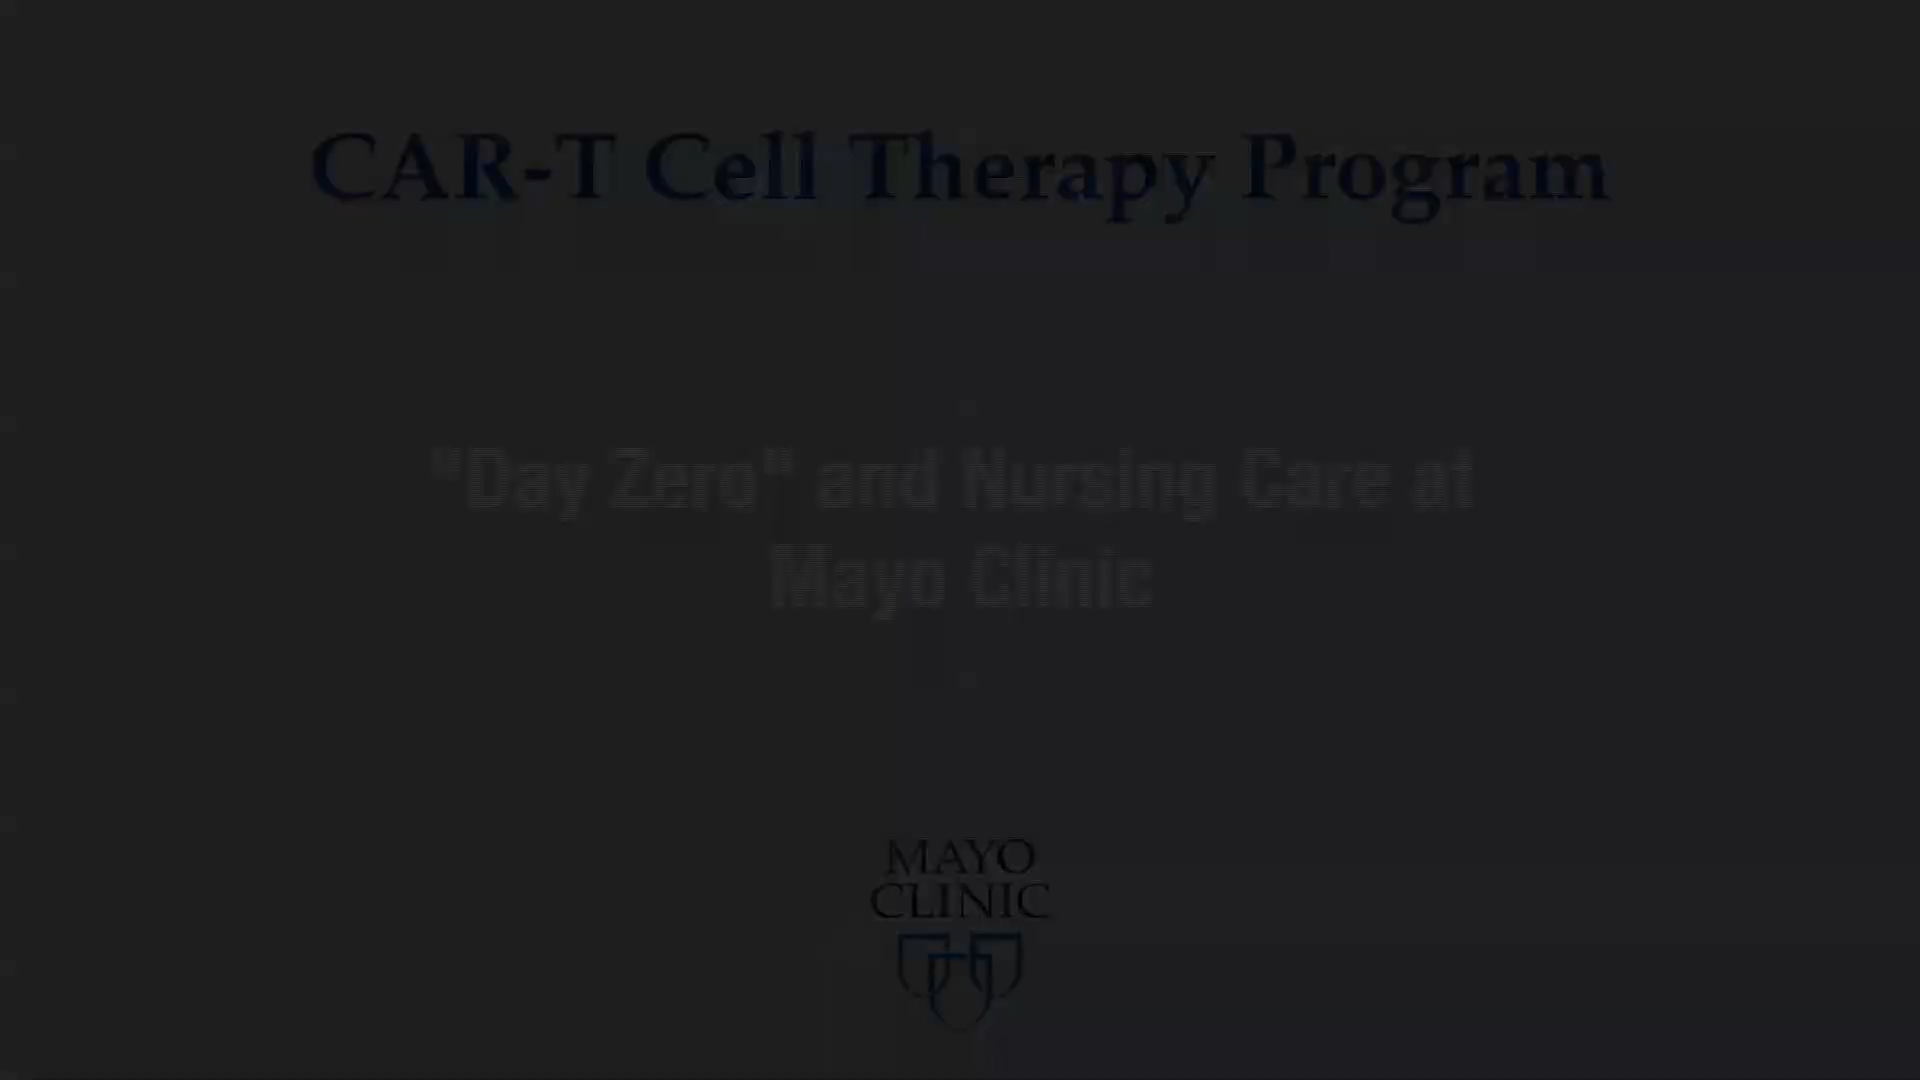 CAR-T Cell Therapy Program
"Day Zero" and Nursing Care at
Mayo Clinic
MAYO
CLINIC